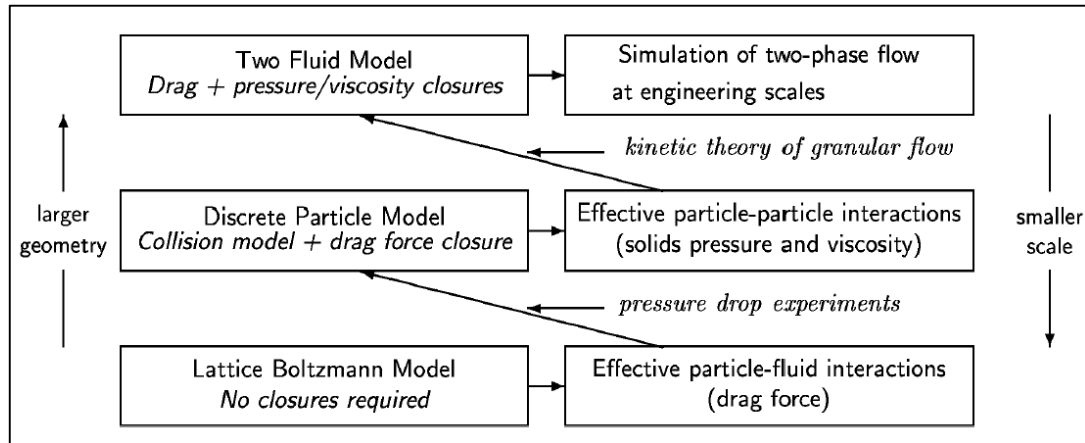 Two Fluid Model
Drag + pressure/viscosity closures
Simulation of two-phase flow
at engineering scales
kinetic theory of granular flow
larger
geometry
Discrete Particle Model
Collision model + drag force closure
Effective particle-particle interactions
(solids pressure and viscosity)
smaller
scale
pressure drop experiments
Lattice Boltzmann Model
No closures required
Effective particle-fluid interactions
(drag force)